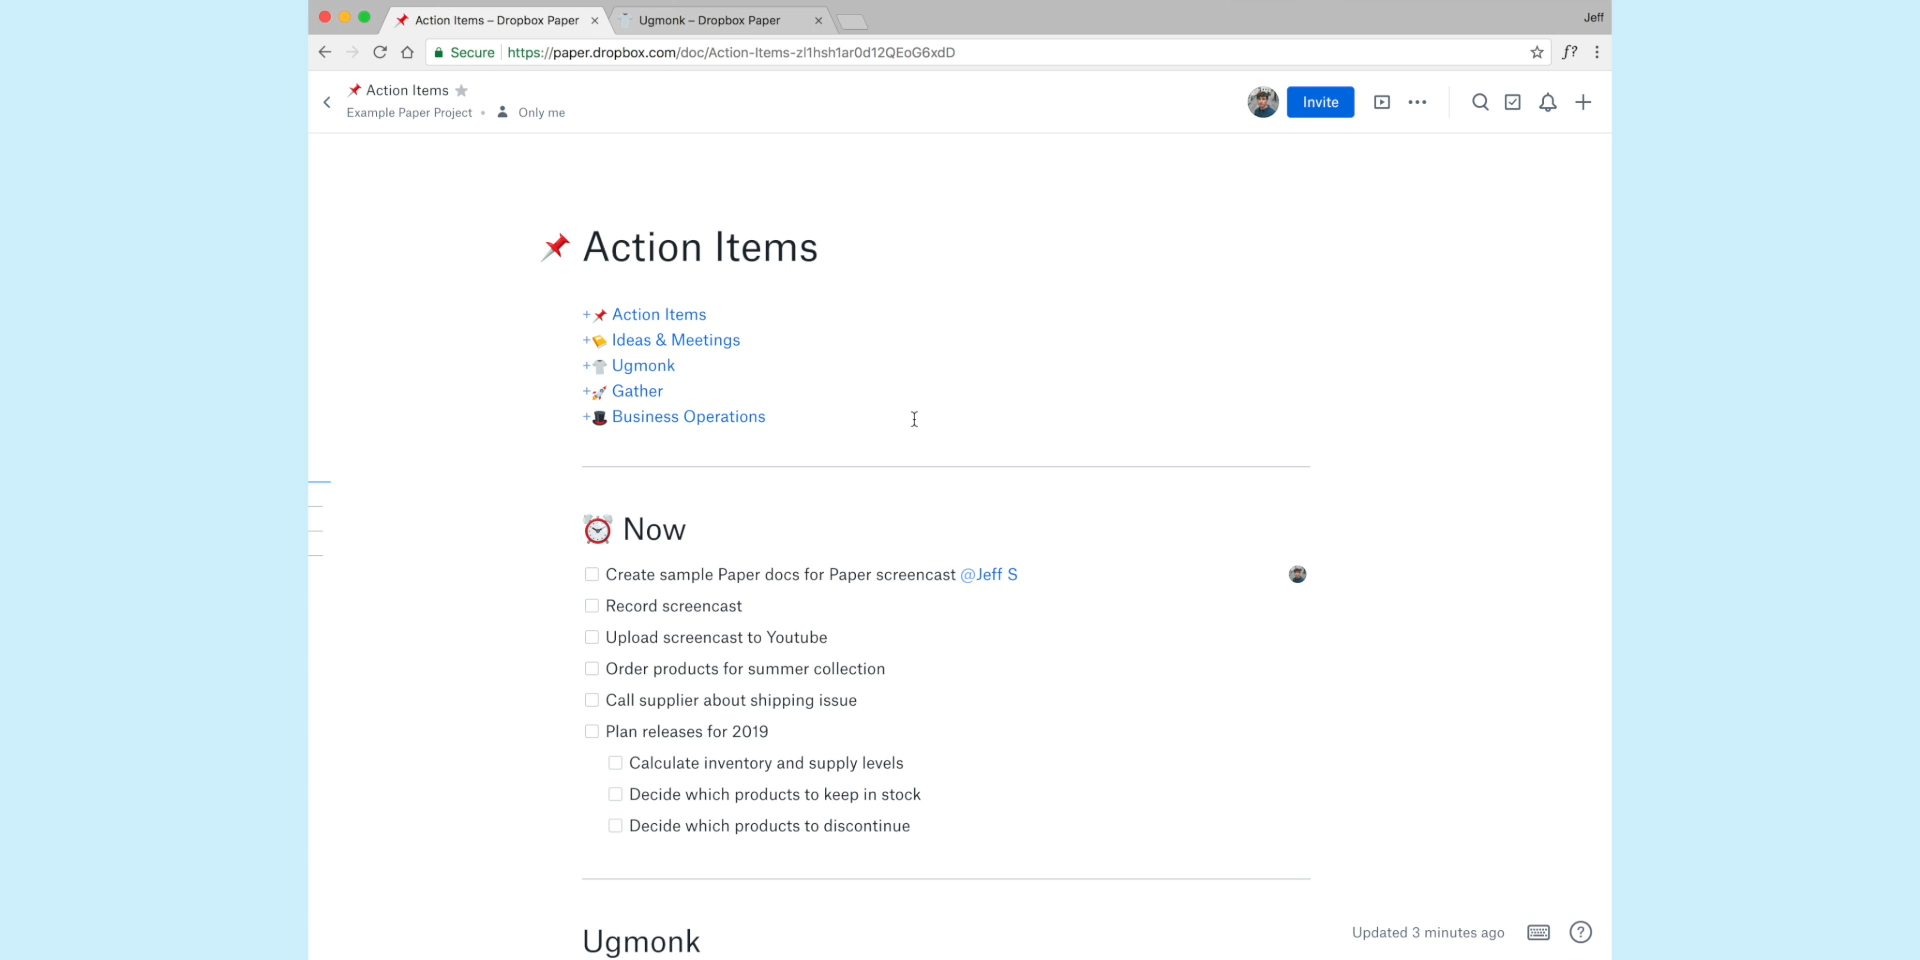 Action Items – Dropbox Paper
Ugmonk – Dropbox Paper
Jeff
Secure https://paper.dropbox.com/doc/Action-Items-zl1hsh1ar0d12QEoG6xdD
f?
Action Items
Example Paper Project • Only me
Invite
Action Items
+ Action Items
+ Ideas & Meetings
+ Ugmonk
+ Gather
+ Business Operations
Now
Create sample Paper docs for Paper screencast @Jeff S
Record screencast
Upload screencast to Youtube
Order products for summer collection
Call supplier about shipping issue
Plan releases for 2019
Calculate inventory and supply levels
Decide which products to keep in stock
Decide which products to discontinue
Ugmonk
Updated 3 minutes ago
?